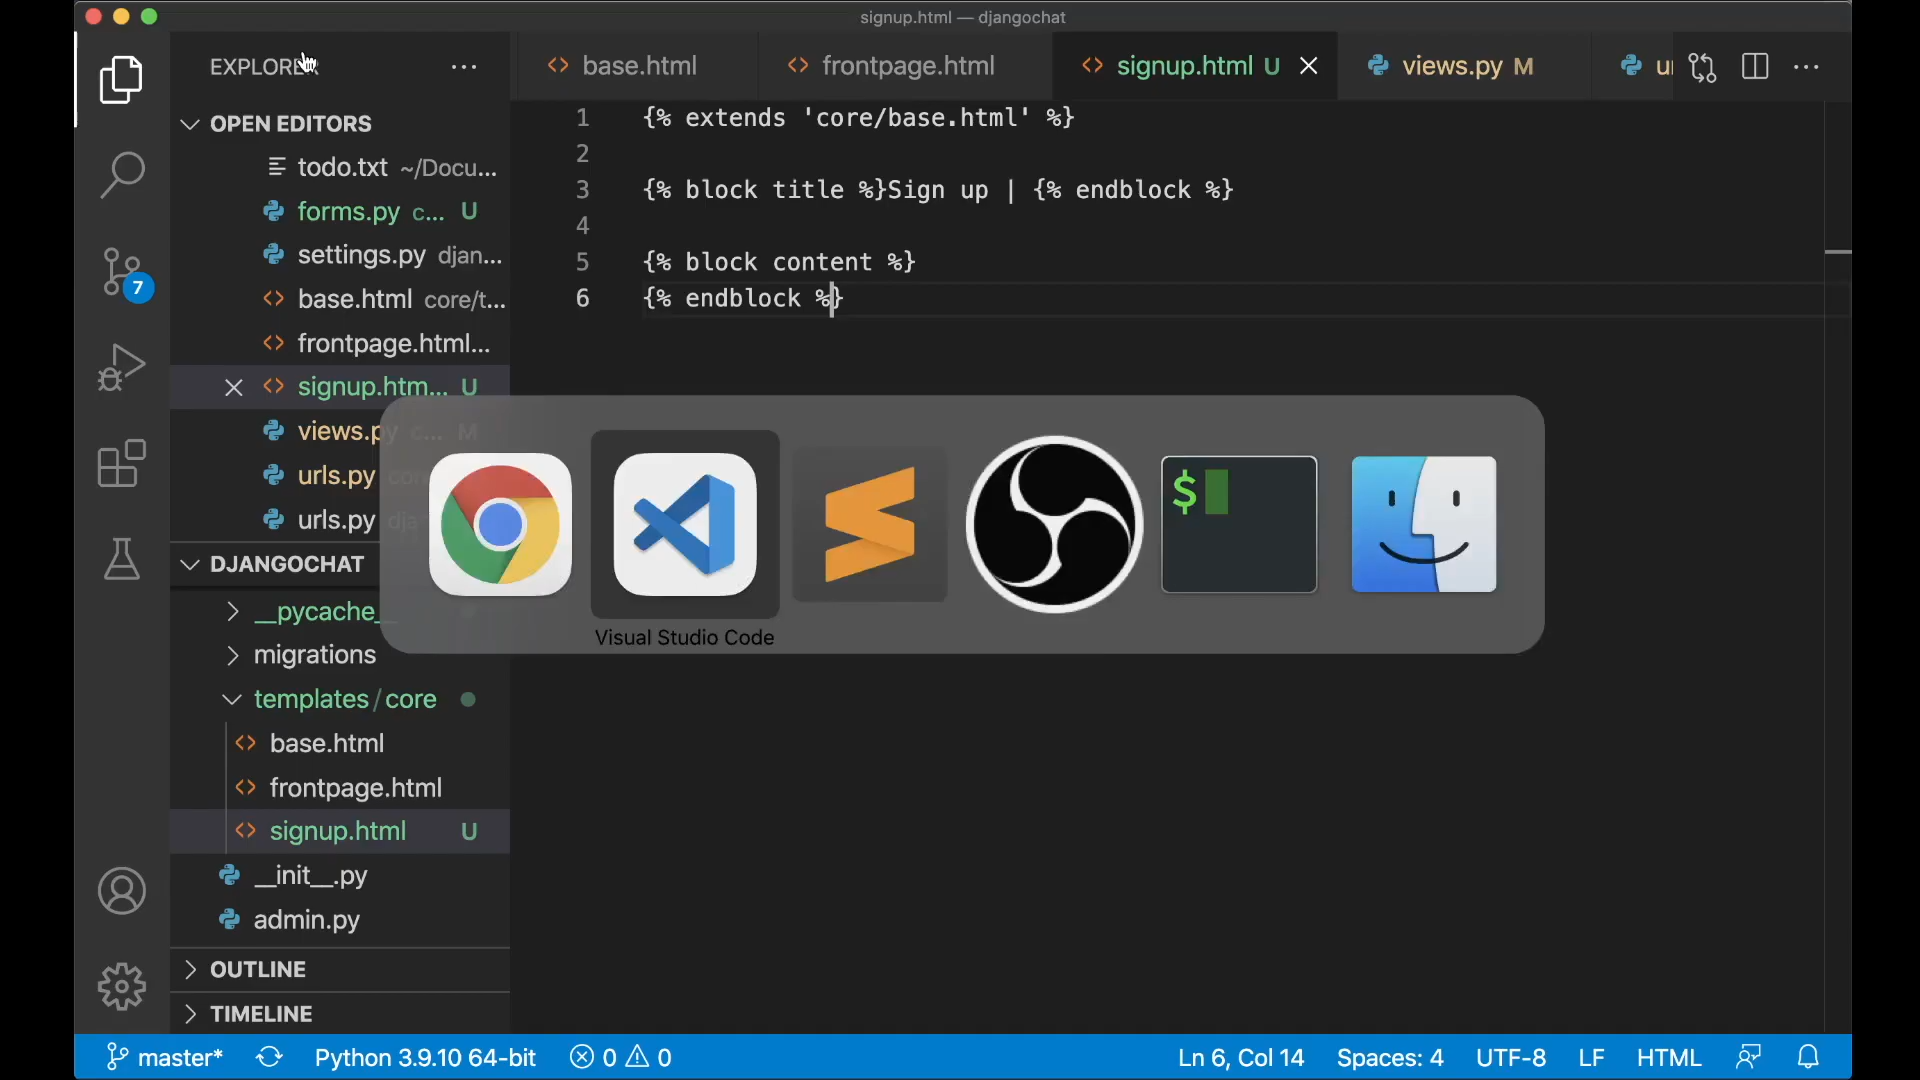 signup.html — djangochat
EXPLORER
base.html
frontpage.html
signup.html U
views.py M
OPEN EDITORS
todo.txt ~/Docu...
forms.py c... U
settings.py djan...
base.html core/t...
frontpage.html...
signup.htm... U
views.py c... M
urls.py
urls.py
DJANGOCHAT
__pycache__
migrations
templates/core
base.html
frontpage.html
signup.html U
__init__.py
admin.py
OUTLINE
TIMELINE
1 {% extends 'core/base.html' %}
2
3 {% block title %}Sign up | {% endblock %}
4
5 {% block content %}
6 {% endblock %}
$
Visual Studio Code
7
master*
Python 3.9.10 64-bit
0
0
Ln 6, Col 14
Spaces: 4
UTF-8
LF
HTML